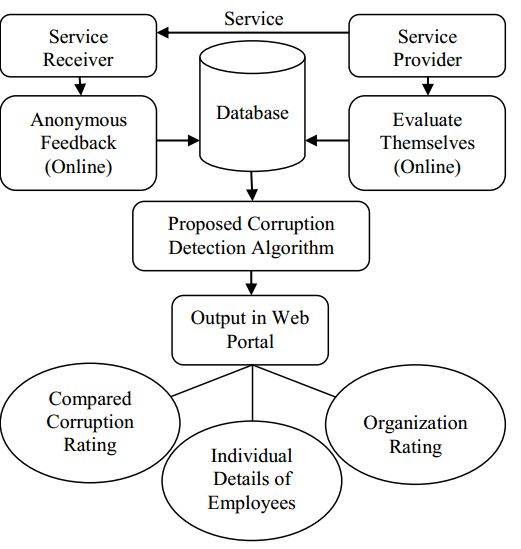 Service
Service
Receiver
Service
Provider
Anonymous
Feedback
(Online)
Database
Evaluate
Themselves
(Online)
Proposed Corruption
Detection Algorithm
Output in Web
Portal
Compared
Corruption
Rating
Individual
Details of
Employees
Organization
Rating